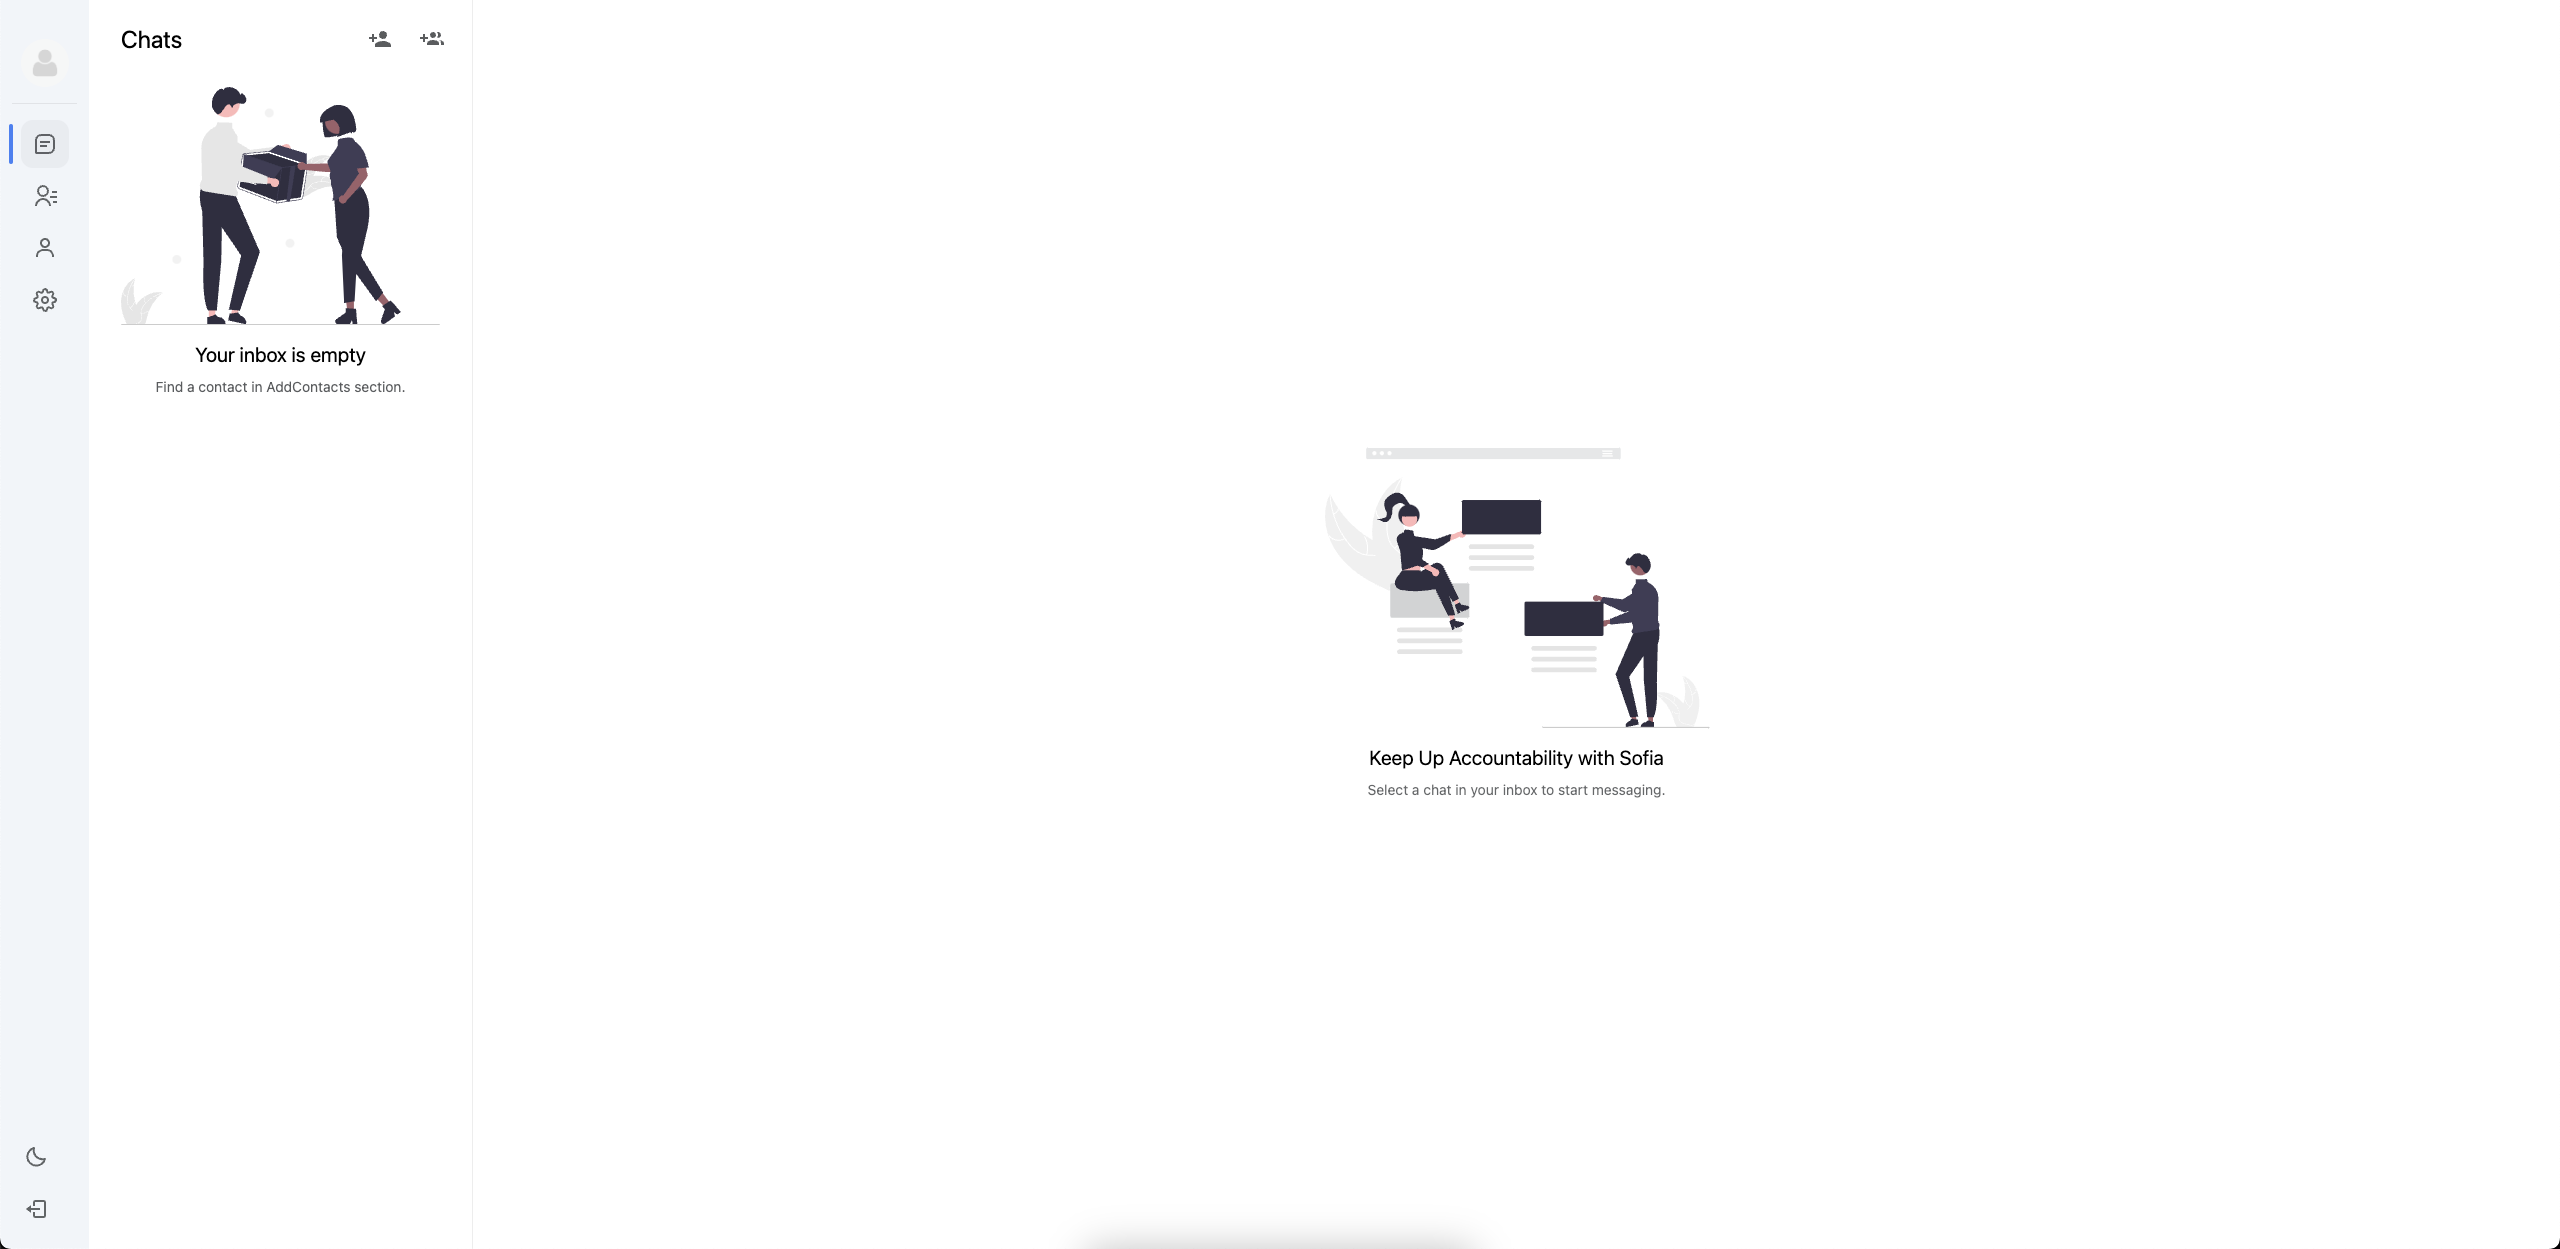 Chats
Your inbox is empty
Find a contact in AddContacts section.
Keep Up Accountability with Sofia
Select a chat in your inbox to start messaging.